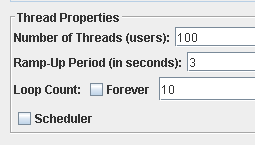 Thread Properties
Number of Threads (users): 100
Ramp-Up Period (in seconds): 3
Loop Count: Forever 10
Scheduler